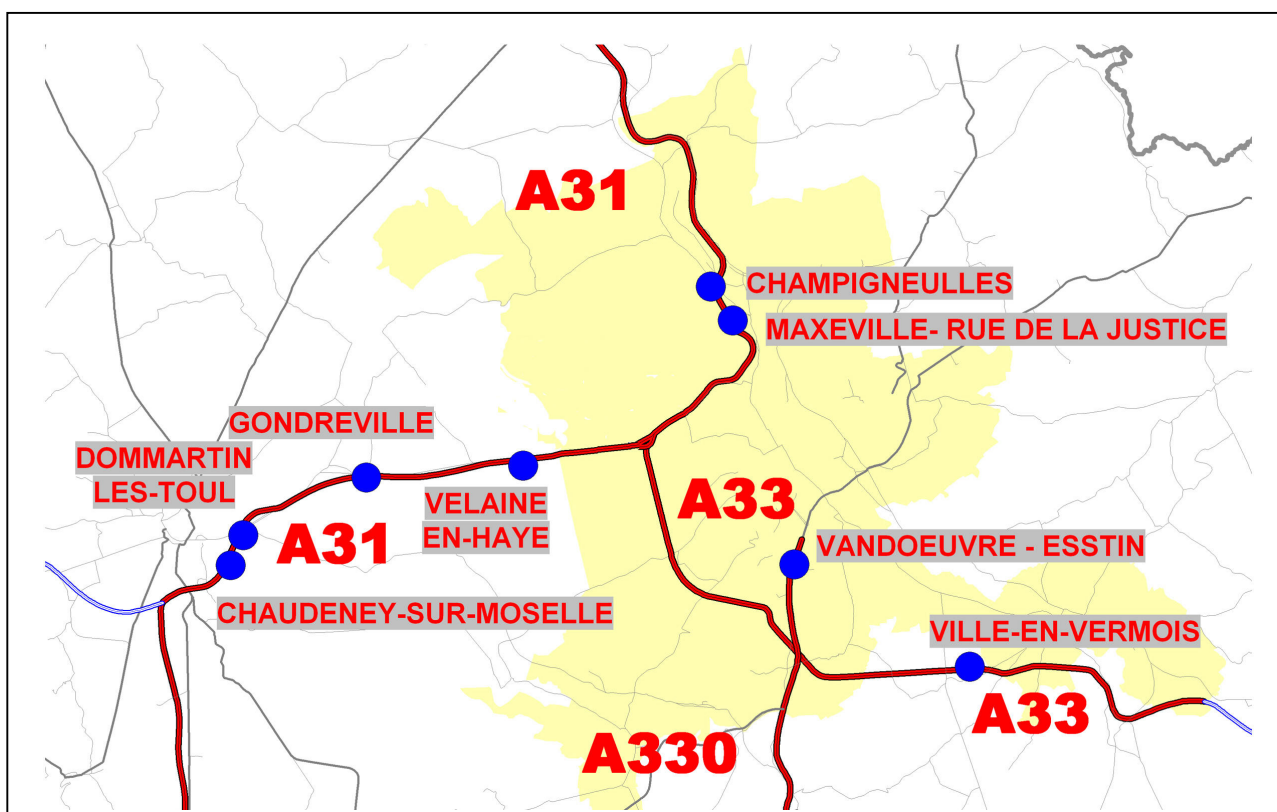 A31
CHAMPIGNEULLES
MAXEVILLE- RUE DE LA JUSTICE
GONDREVILLE
DOMMARTIN
LES-TOUL
VELAINE
EN-HAYE
A33
A31
VANDOEUVRE - ESSTIN
CHAUDENEY-SUR-MOSELLE
VILLE-EN-VERMOIS
A33
A330